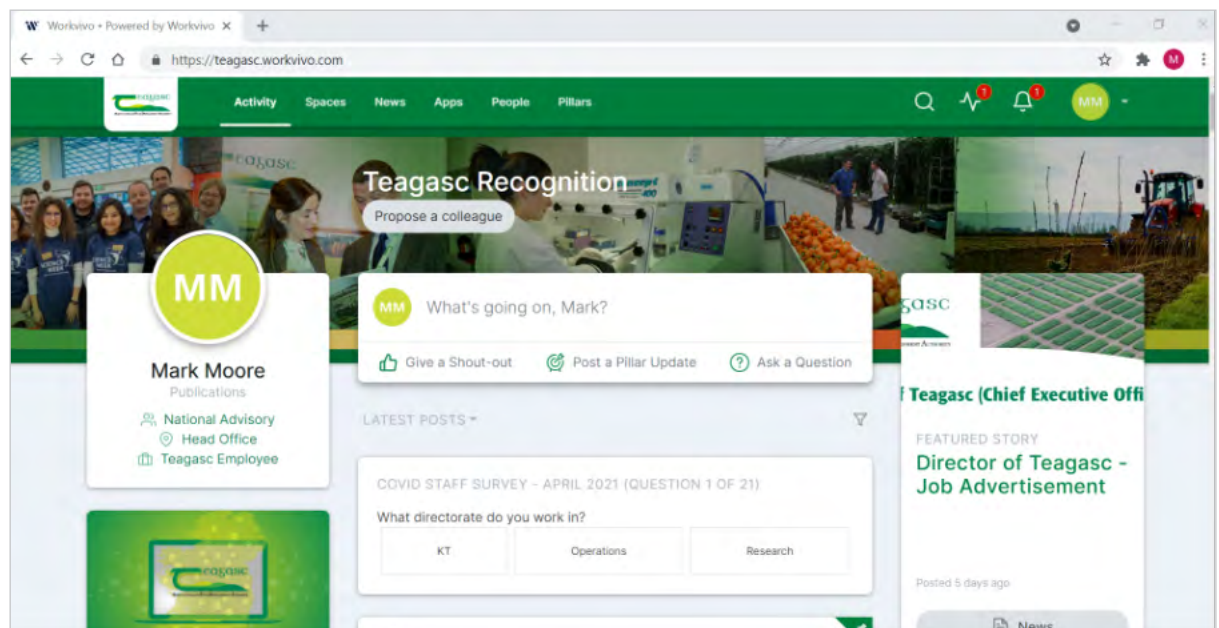 Workvivo • Powered by Workvivo
https://teagasc.workvivo.com
M
Activity
Spaces
News
Apps
People
Pillars
1
1
MM
Teagasc Recognition
Propose a colleague
MM
Mark Moore
Publications
National Advisory
Head Office
Teagasc Employee
MM
What's going on, Mark?
Give a Shout-out
Post a Pillar Update
Ask a Question
LATEST POSTS
COVID STAFF SURVEY - APRIL 2021 (QUESTION 1 OF 21)
What directorate do you work in?
KT
Operations
Research
f Teagasc (Chief Executive Offi
FEATURED STORY
Director of Teagasc -
Job Advertisement
Posted 5 days ago
News